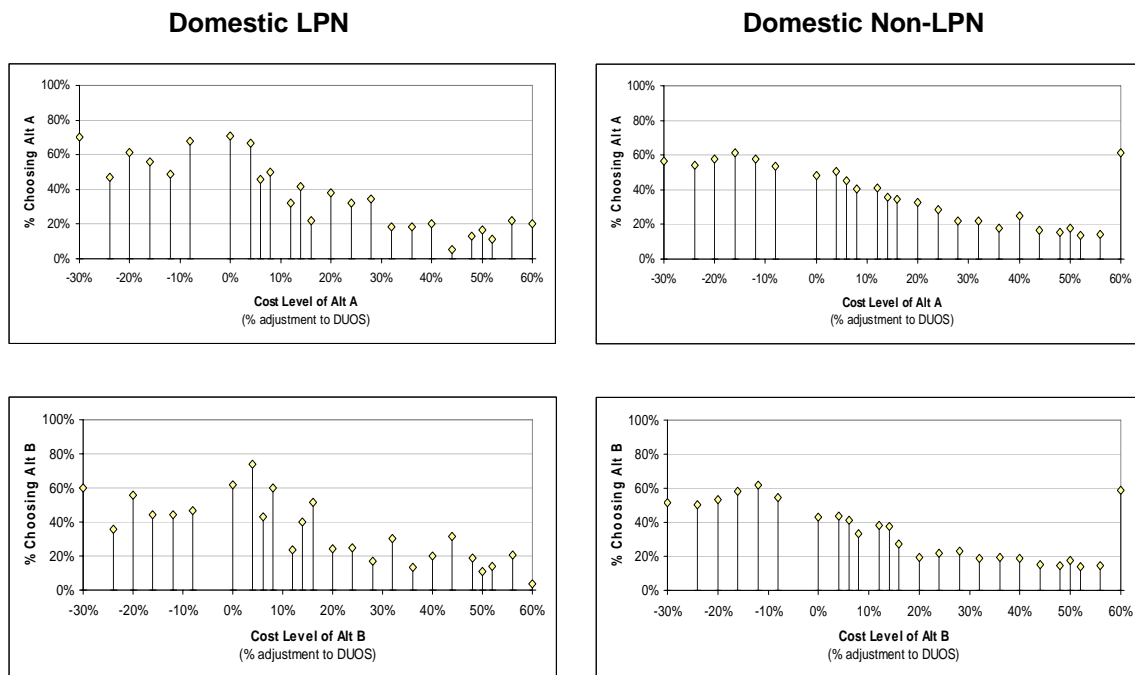 Domestic LPN
Domestic Non-LPN
% Choosing Alt A
100%
80%
60%
40%
20%
0%
-30% -20% -10% 0% 10% 20% 30% 40% 50% 60%
Cost Level of Alt A
(% adjustment to DUOS)
% Choosing Alt A
100%
80%
60%
40%
20%
0%
-30% -20% -10% 0% 10% 20% 30% 40% 50% 60%
Cost Level of Alt A
(% adjustment to DUOS)
% Choosing Alt B
100%
80%
60%
40%
20%
0%
-30% -20% -10% 0% 10% 20% 30% 40% 50% 60%
Cost Level of Alt B
(% adjustment to DUOS)
% Choosing Alt B
100%
80%
60%
40%
20%
0%
-30% -20% -10% 0% 10% 20% 30% 40% 50% 60%
Cost Level of Alt B
(% adjustment to DUOS)